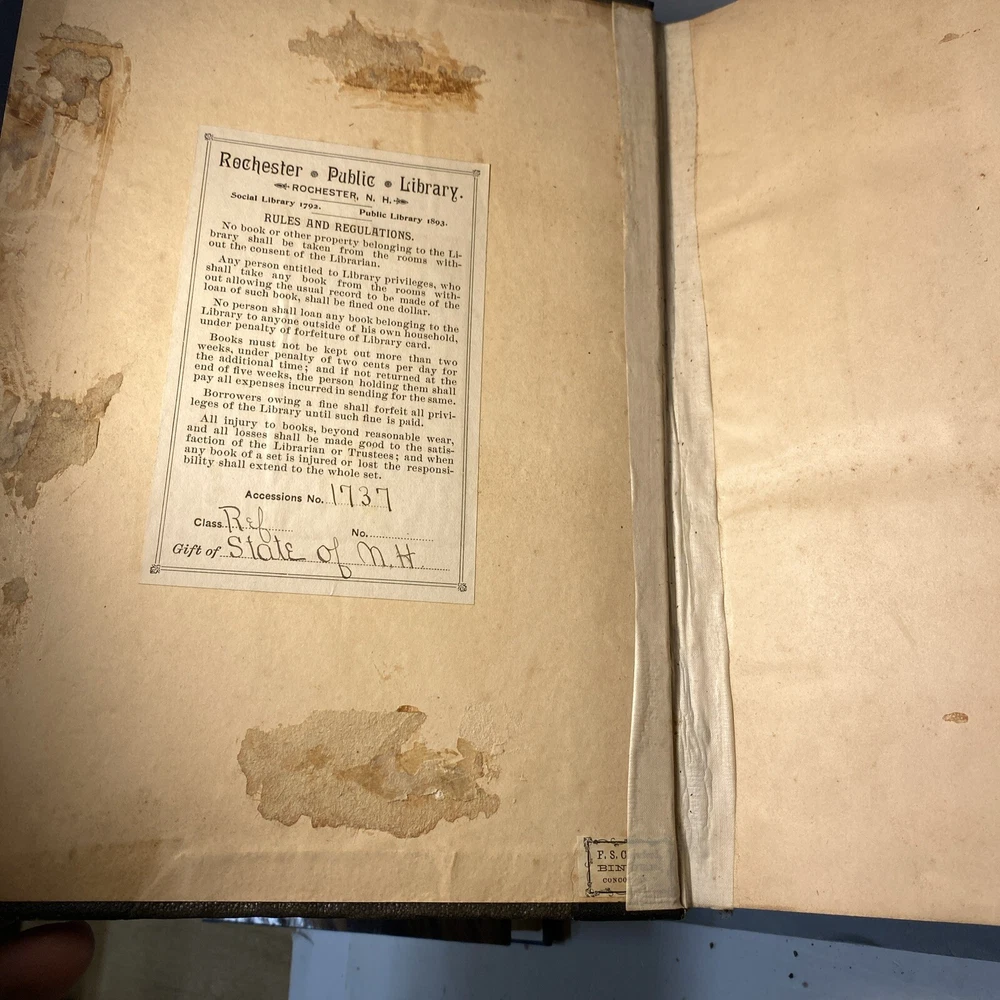 Rochester • Public • Library.
ROCHESTER, N. H.
Social Library 1792. Public Library 1893.
RULES AND REGULATIONS.
No book or other property belonging to the Li-
brary shall be taken from the rooms with-
out the consent of the Librarian.
Any person entitled to Library privileges, who
shall take any book from the rooms with-
out allowing the usual record to be made of the
loan of such book, shall be fined one dollar.
No person shall loan any book belonging to the
Library to anyone outside of his own household,
under penalty of forfeiture of Library card.
Books must not be kept out more than two
weeks, under penalty of two cents per day for
the additional time; and if not returned at the
end of five weeks, the person holding them shall
pay all expenses incurred in sending for the same.
Borrowers owing a fine shall forfeit all privi-
leges of the Library until such fine is paid.
All injury to books, beyond reasonable wear,
and all losses shall be made good to the satis-
faction of the Librarian or Trustees; and when
any book of a set is injured or lost the responsi-
bility shall extend to the whole set.
Accessions No. 1737
Class Ref No.
Gift of State of N.H.